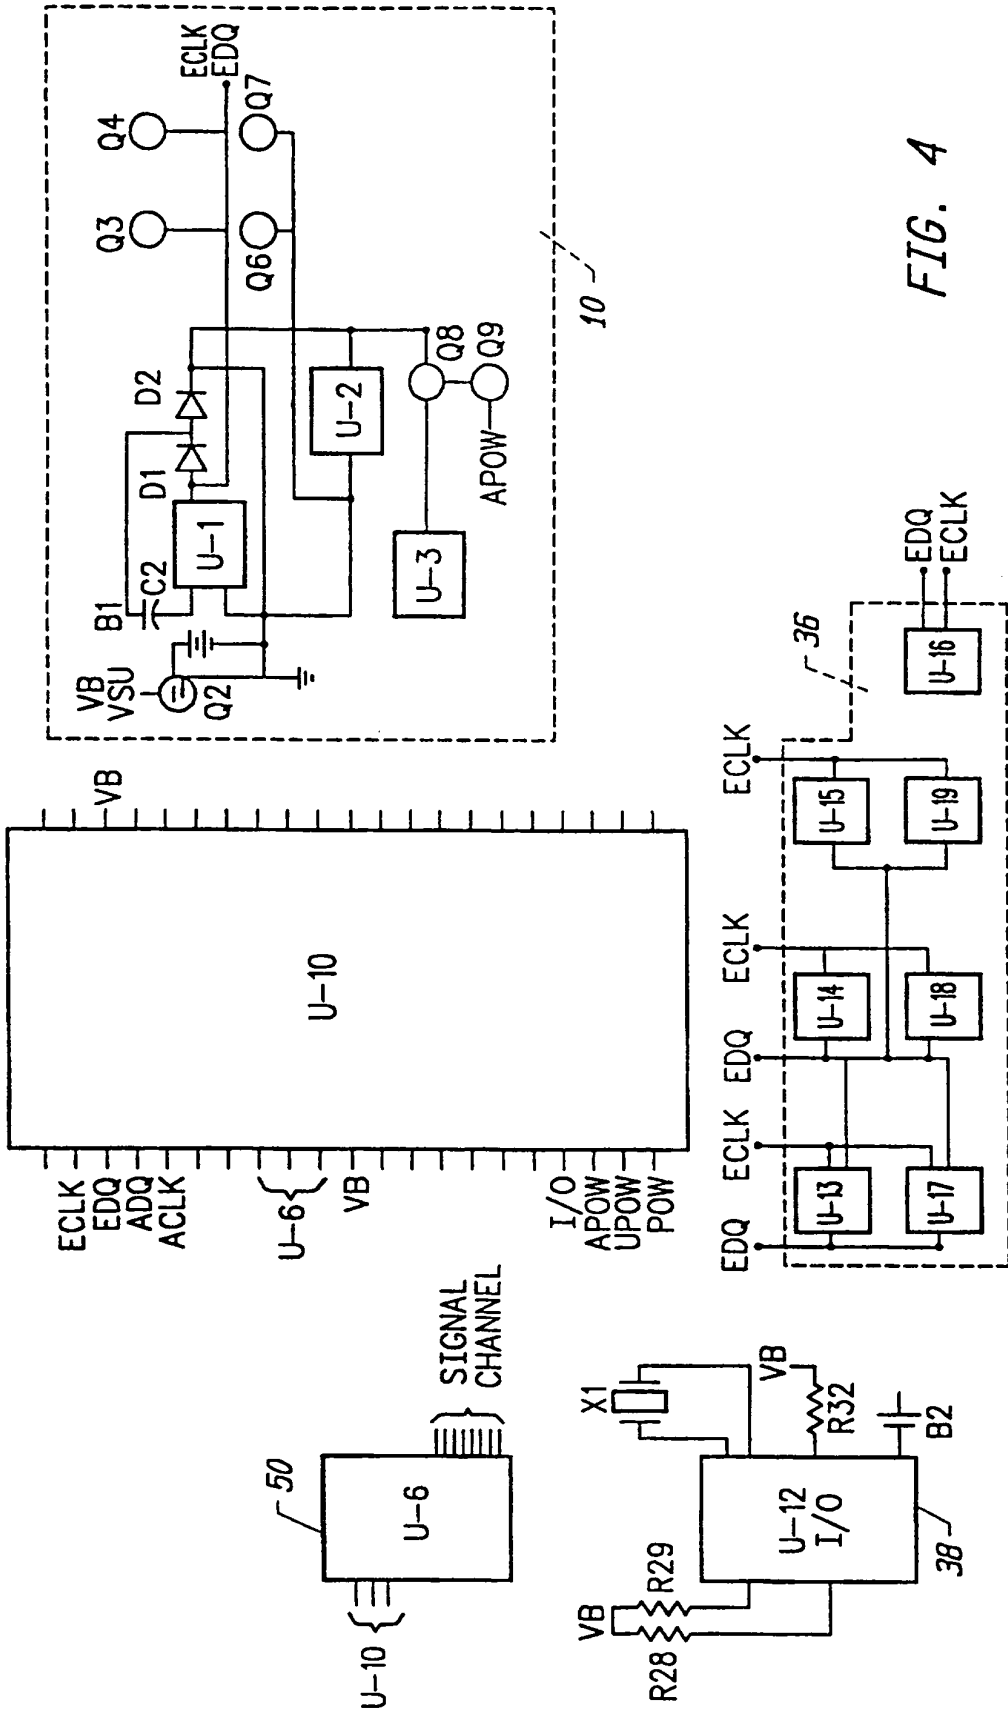 U-10
50
U-6
SIGNAL
CHANNEL
VB
R28
R29
X1
U-12
I/O
VB
R32
B2
38
ECLK
EDQ
ADQ
ACLK
U-6
VB
I/O
APOW
UPOW
POW
U-10
VB
EDQ
ECLK
EDQ
ECLK
ECLK
U-13
U-14
U-15
U-17
U-18
U-19
U-16
EDQ
ECLK
36
VB
VSU
Q2
B1
C2
U-1
D1
D2
Q3
Q4
ECLK
EDQ
Q6
Q7
U-2
U-3
Q8
Q9
APOW
10
FIG. 4